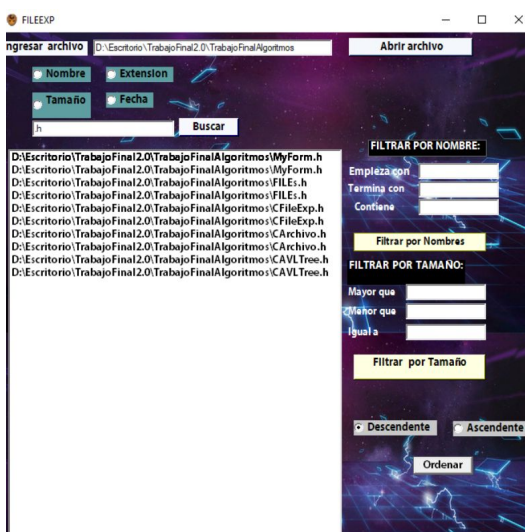 FILEEXP
ngresar archivo D:\Escritorio\TrabajoFinal2.0\TrabajoFinalAlgoritmos Abrir archivo
Nombre Extension
Tamaño Fecha
.h Buscar
D:\Escritorio\TrabajoFinal2.0\TrabajoFinalAlgoritmos\MyForm.h
D:\Escritorio\TrabajoFinal2.0\TrabajoFinalAlgoritmos\MyForm.h
D:\Escritorio\TrabajoFinal2.0\TrabajoFinalAlgoritmos\FILEs.h
D:\Escritorio\TrabajoFinal2.0\TrabajoFinalAlgoritmos\FILEs.h
D:\Escritorio\TrabajoFinal2.0\TrabajoFinalAlgoritmos\CFileExp.h
D:\Escritorio\TrabajoFinal2.0\TrabajoFinalAlgoritmos\CFileExp.h
D:\Escritorio\TrabajoFinal2.0\TrabajoFinalAlgoritmos\CArchivo.h
D:\Escritorio\TrabajoFinal2.0\TrabajoFinalAlgoritmos\CArchivo.h
D:\Escritorio\TrabajoFinal2.0\TrabajoFinalAlgoritmos\CAVLTree.h
D:\Escritorio\TrabajoFinal2.0\TrabajoFinalAlgoritmos\CAVLTree.h
FILTRAR POR NOMBRE:
Empleza con
Termina con
Contiene
Filtrar por Nombres
FILTRAR POR TAMAÑO:
Mayor que
Menor que
Igual a
Filtrar por Tamaño
Descendente Ascendente
Ordenar